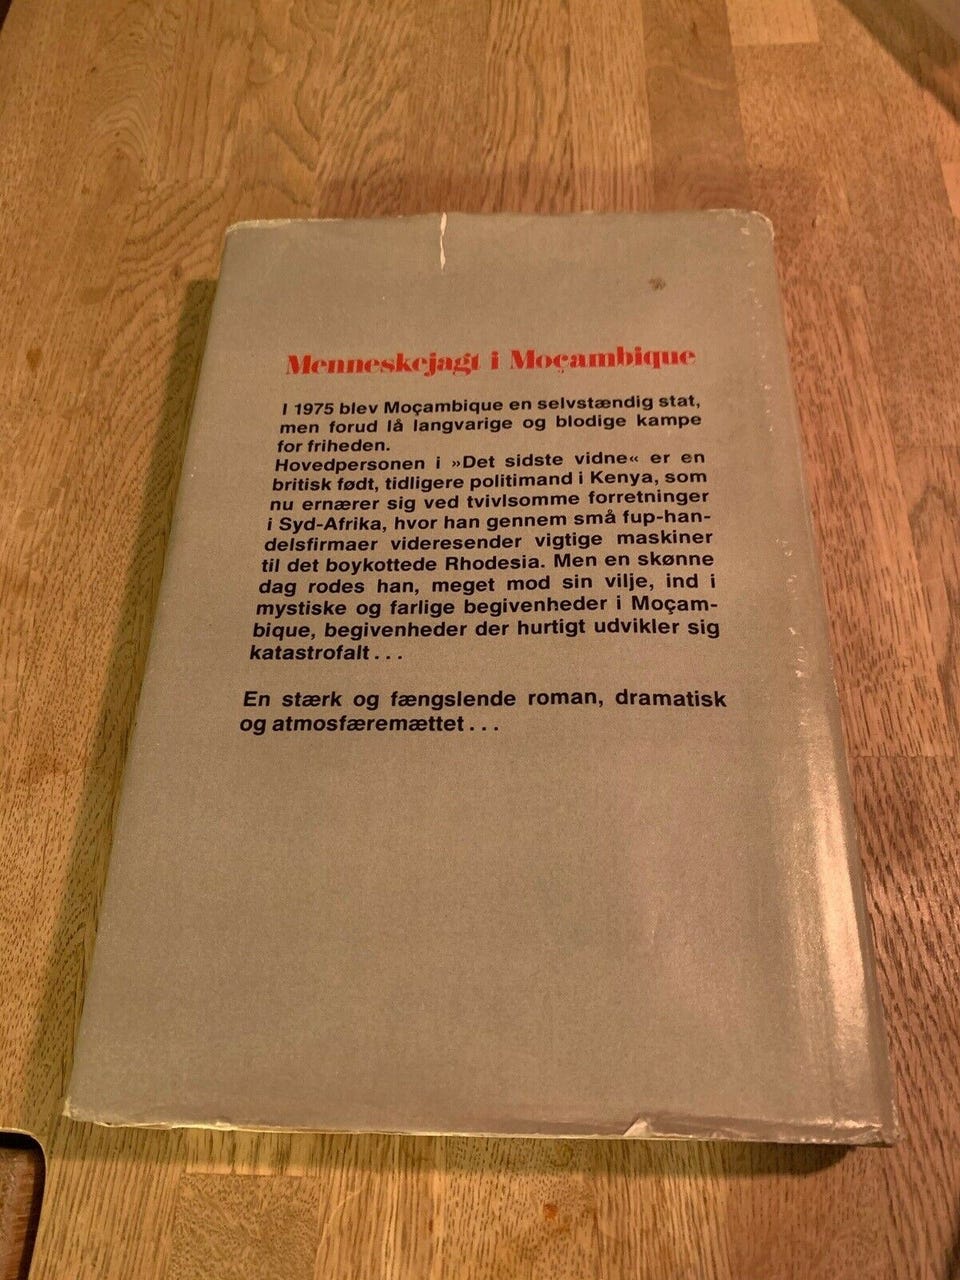 Menneskejagt i Moçambique
I 1975 blev Moçambique en selvstændig stat,
men forud lå langvarige og blodige kampe
for friheden.
Hovedpersonen i »Det sidste vidne« er en
britisk født, tidligere politimand i Kenya, som
nu ernærer sig ved tvivlsomme forretninger
i Syd-Afrika, hvor han gennem små fup-han-
delsfirmaer videresender vigtige maskiner
til det boykottede Rhodesia. Men en skønne
dag rodes han, meget mod sin vilje, ind i
mystiske og farlige begivenheder i Moçam-
bique, begivenheder der hurtigt udvikler sig
katastrofalt . . .
En stærk og fængslende roman, dramatisk
og atmosfæremættet . . .